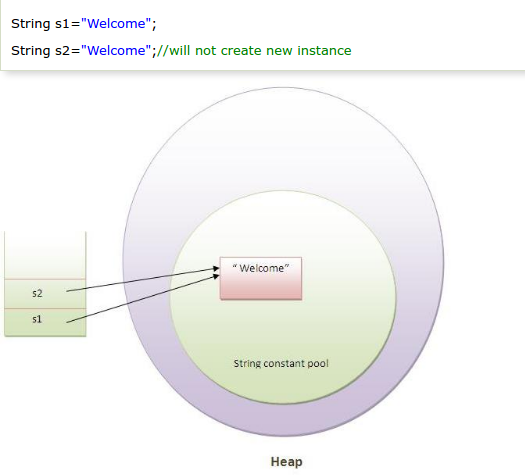 String s1="Welcome";
String s2="Welcome";//will not create new instance
“ Welcome”
s2
s1
String constant pool
Heap